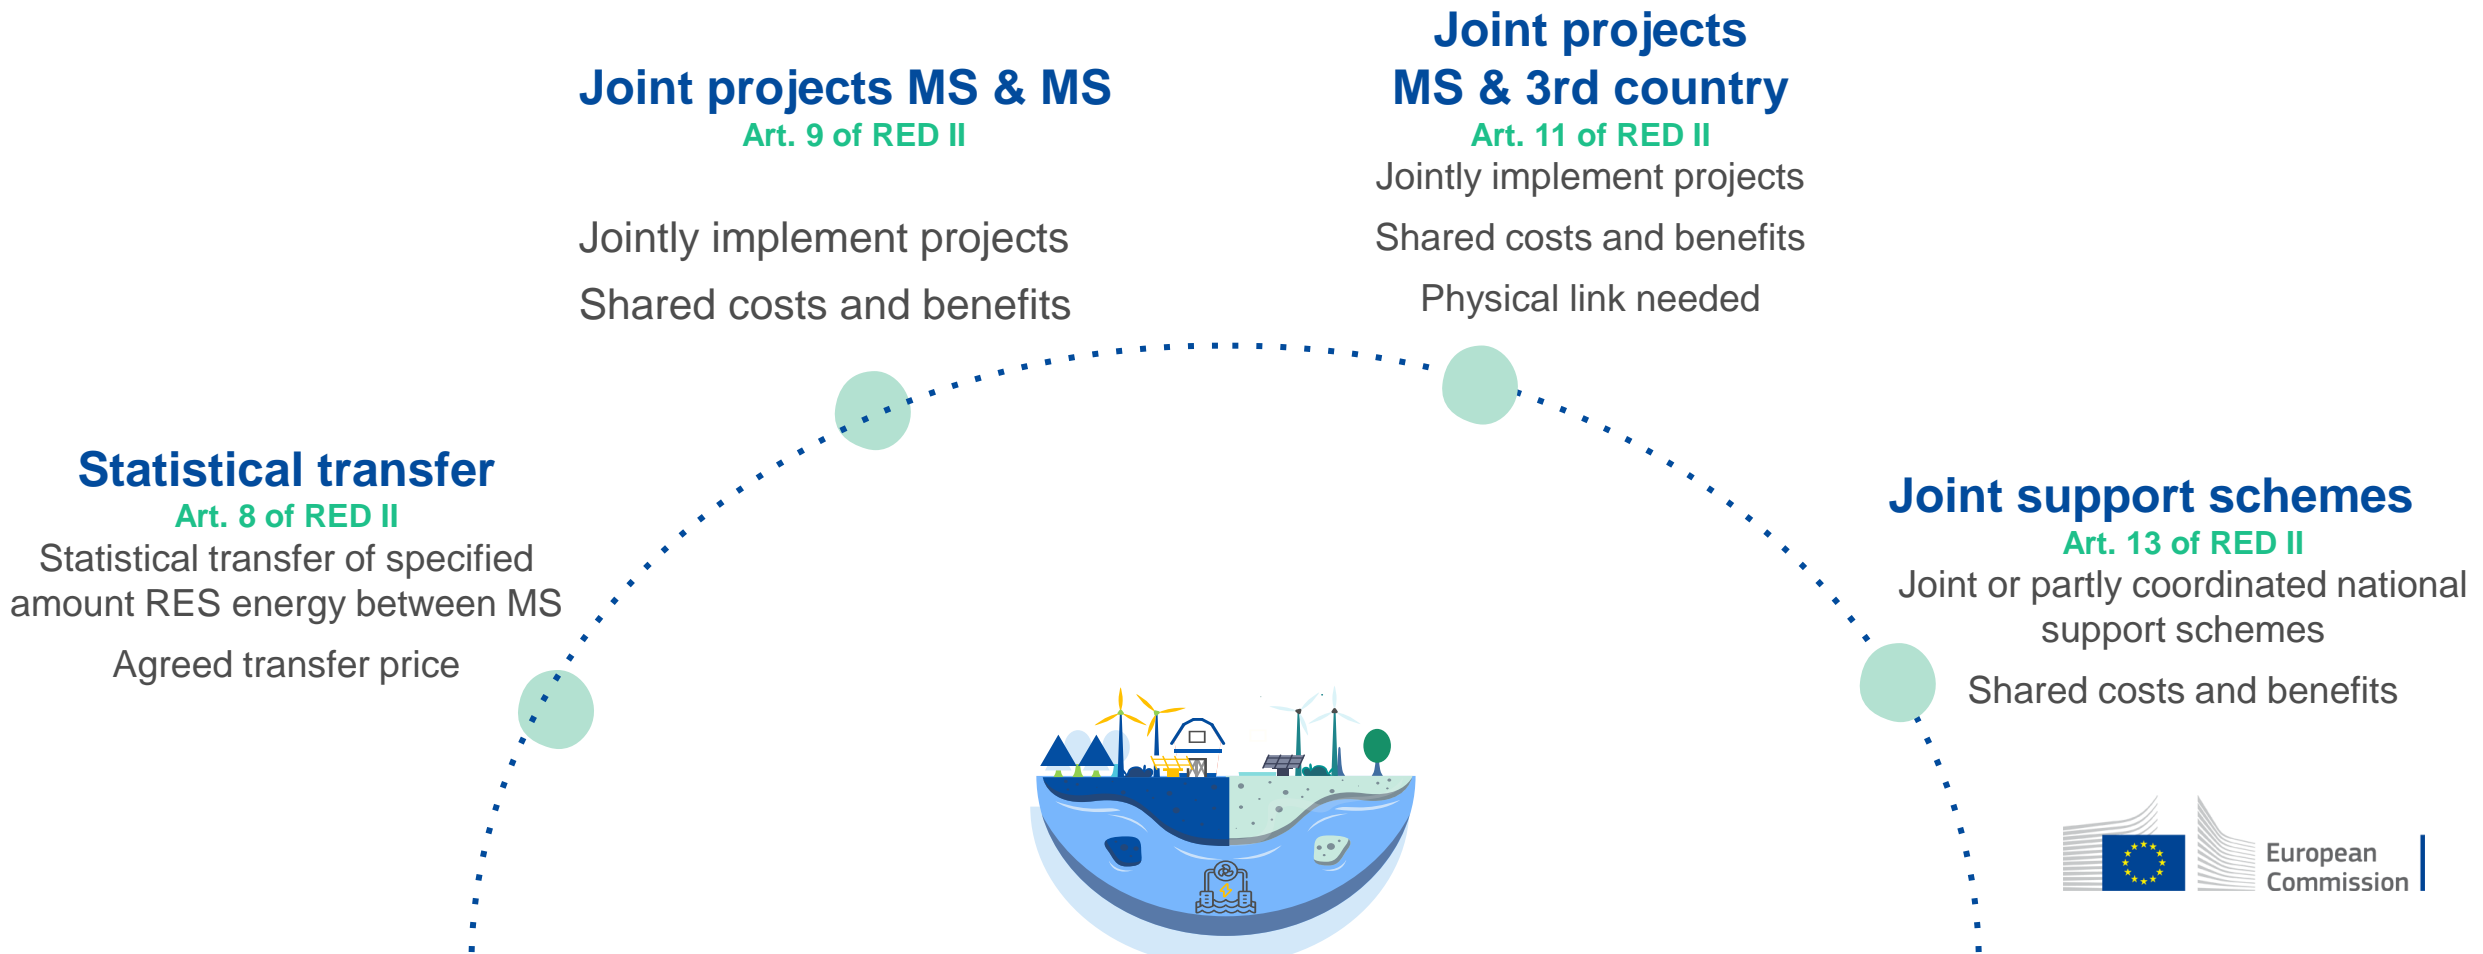 Statistical transfer
Art. 8 of RED II
Statistical transfer of specified
amount RES energy between MS
Agreed transfer price
Joint projects MS & MS
Art. 9 of RED II
Jointly implement projects
Shared costs and benefits
Joint projects
MS & 3rd country
Art. 11 of RED II
Jointly implement projects
Shared costs and benefits
Physical link needed
Joint support schemes
Art. 13 of RED II
Joint or partly coordinated national
support schemes
Shared costs and benefits
European
Commission